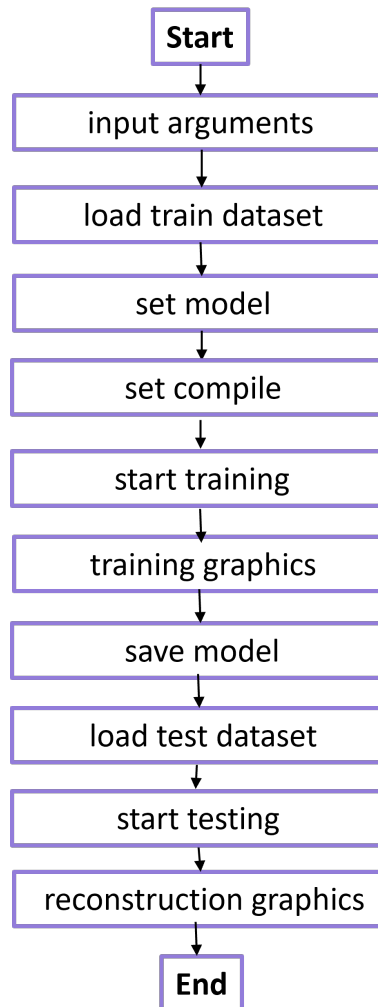 Start
input arguments
load train dataset
set model
set compile
start training
training graphics
save model
load test dataset
start testing
reconstruction graphics
End